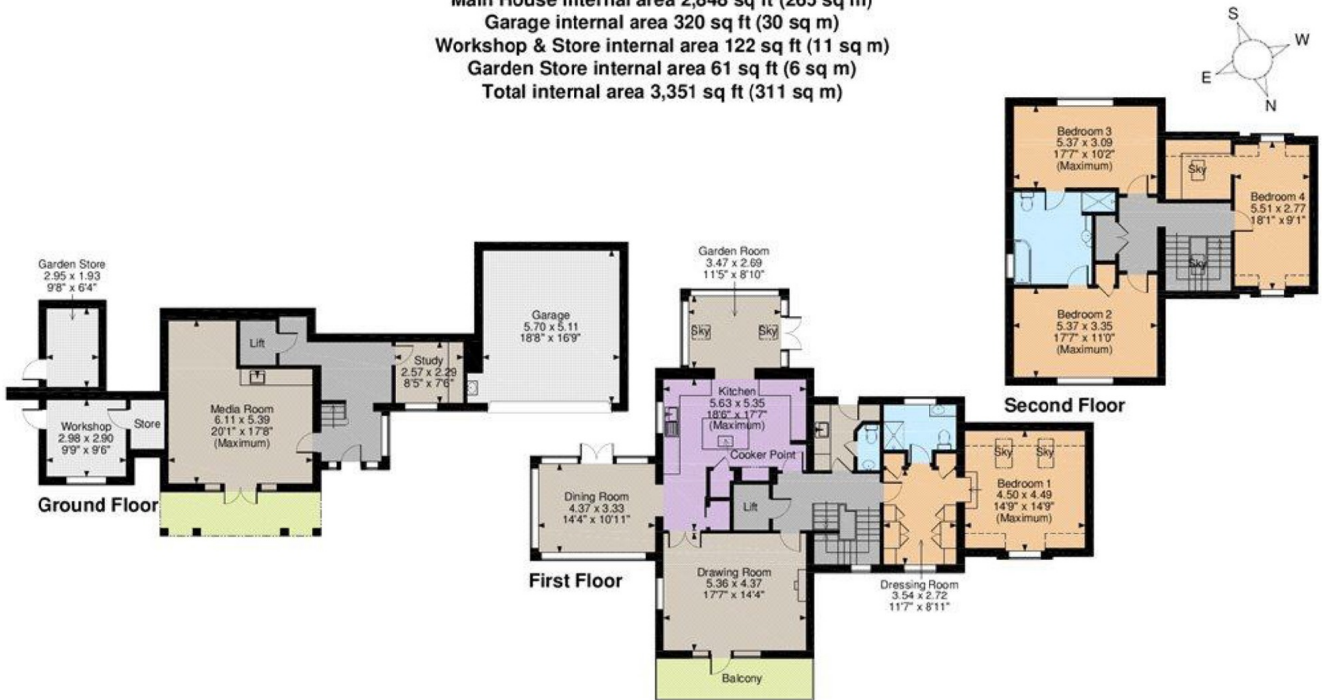 Main House internal area 2,848 sq ft (265 sq m)
Garage internal area 320 sq ft (30 sq m)
Workshop & Store internal area 122 sq ft (11 sq m)
Garden Store internal area 61 sq ft (6 sq m)
Total internal area 3,351 sq ft (311 sq m)
S
W
E
N
Garden Store
2.95 x 1.93
9'8" x 6'4"
Lift
Study
2.57 x 2.29
8'5" x 7'6"
Garage
5.70 x 5.11
18'8" x 16'9"
Media Room
6.11 x 5.39
20'1" x 17'8"
(Maximum)
Workshop
2.98 x 2.90
9'9" x 9'6"
Store
Ground Floor
Garden Room
3.47 x 2.69
11'5" x 8'10"
Sky
Sky
Kitchen
5.63 x 5.35
18'6" x 17'7"
(Maximum)
Cooker Point
Lift
Dining Room
4.37 x 3.33
14'4" x 10'11"
Sky
Sky
Bedroom 1
4.50 x 4.49
14'9" x 14'9"
(Maximum)
Drawing Room
5.36 x 4.37
17'7" x 14'4"
Dressing Room
3.54 x 2.72
11'7" x 8'11"
Balcony
First Floor
Bedroom 3
5.37 x 3.09
17'7" x 10'2"
(Maximum)
Sky
Bedroom 4
5.51 x 2.77
18'1" x 9'1"
Sky
Bedroom 2
5.37 x 3.35
17'7" x 11'0"
(Maximum)
Second Floor